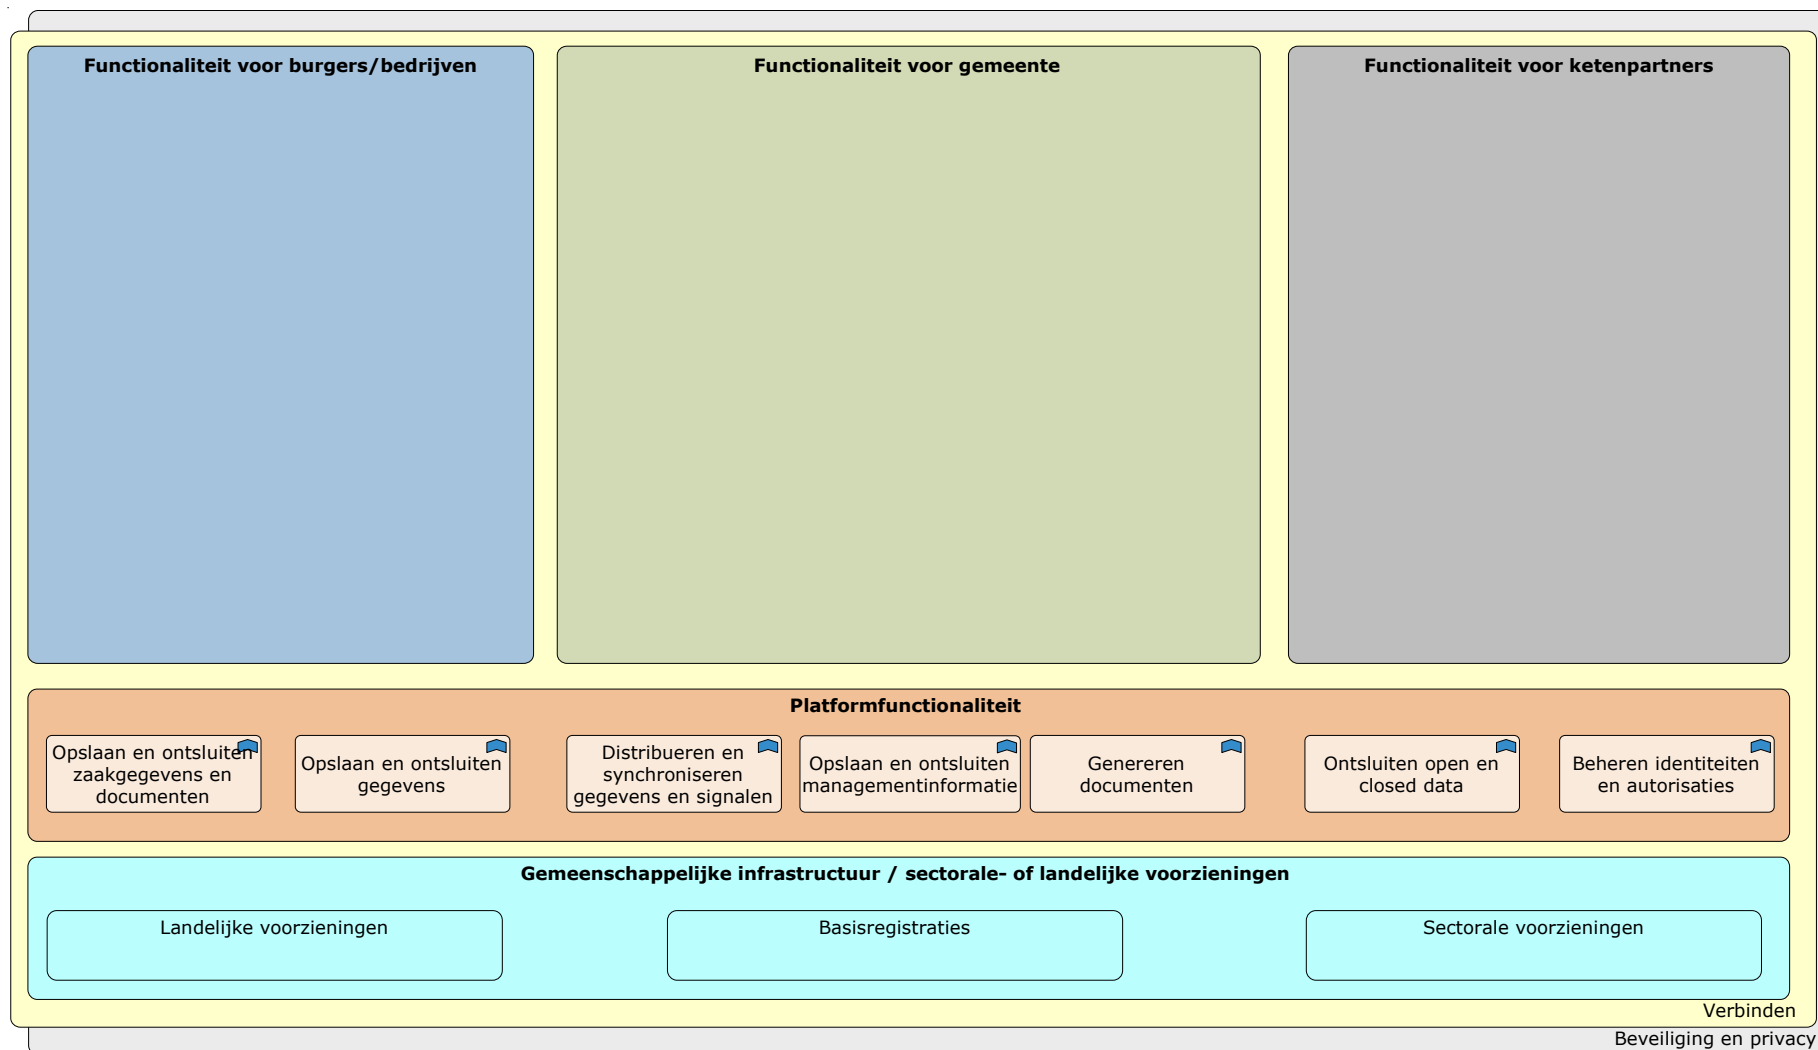 Functionaliteit voor burgers/bedrijven
Functionaliteit voor gemeente
Functionaliteit voor ketenpartners
Platformfunctionaliteit
Opslaan en ontsluiten
zaakgegevens en
documenten
Opslaan en ontsluiten
gegevens
Distribueren en
synchroniseren
gegevens en signalen
Opslaan en ontsluiten
managementinformatie
Genereren
documenten
Ontsluiten open en
closed data
Beheren identiteiten
en autorisaties
Gemeenschappelijke infrastructuur / sectorale- of landelijke voorzieningen
Landelijke voorzieningen
Basisregistraties
Sectorale voorzieningen
Verbinden
Beveiliging en privacy